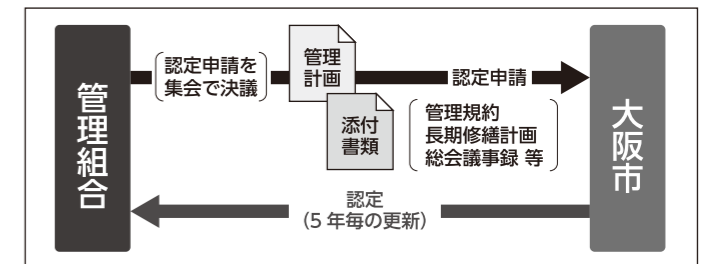 管理組合
認定申請を
集会で決議
管理
計画
添付
書類
認定申請
管理規約
長期修繕計画
総会議事録 等
大阪市
認定
(5年毎の更新)